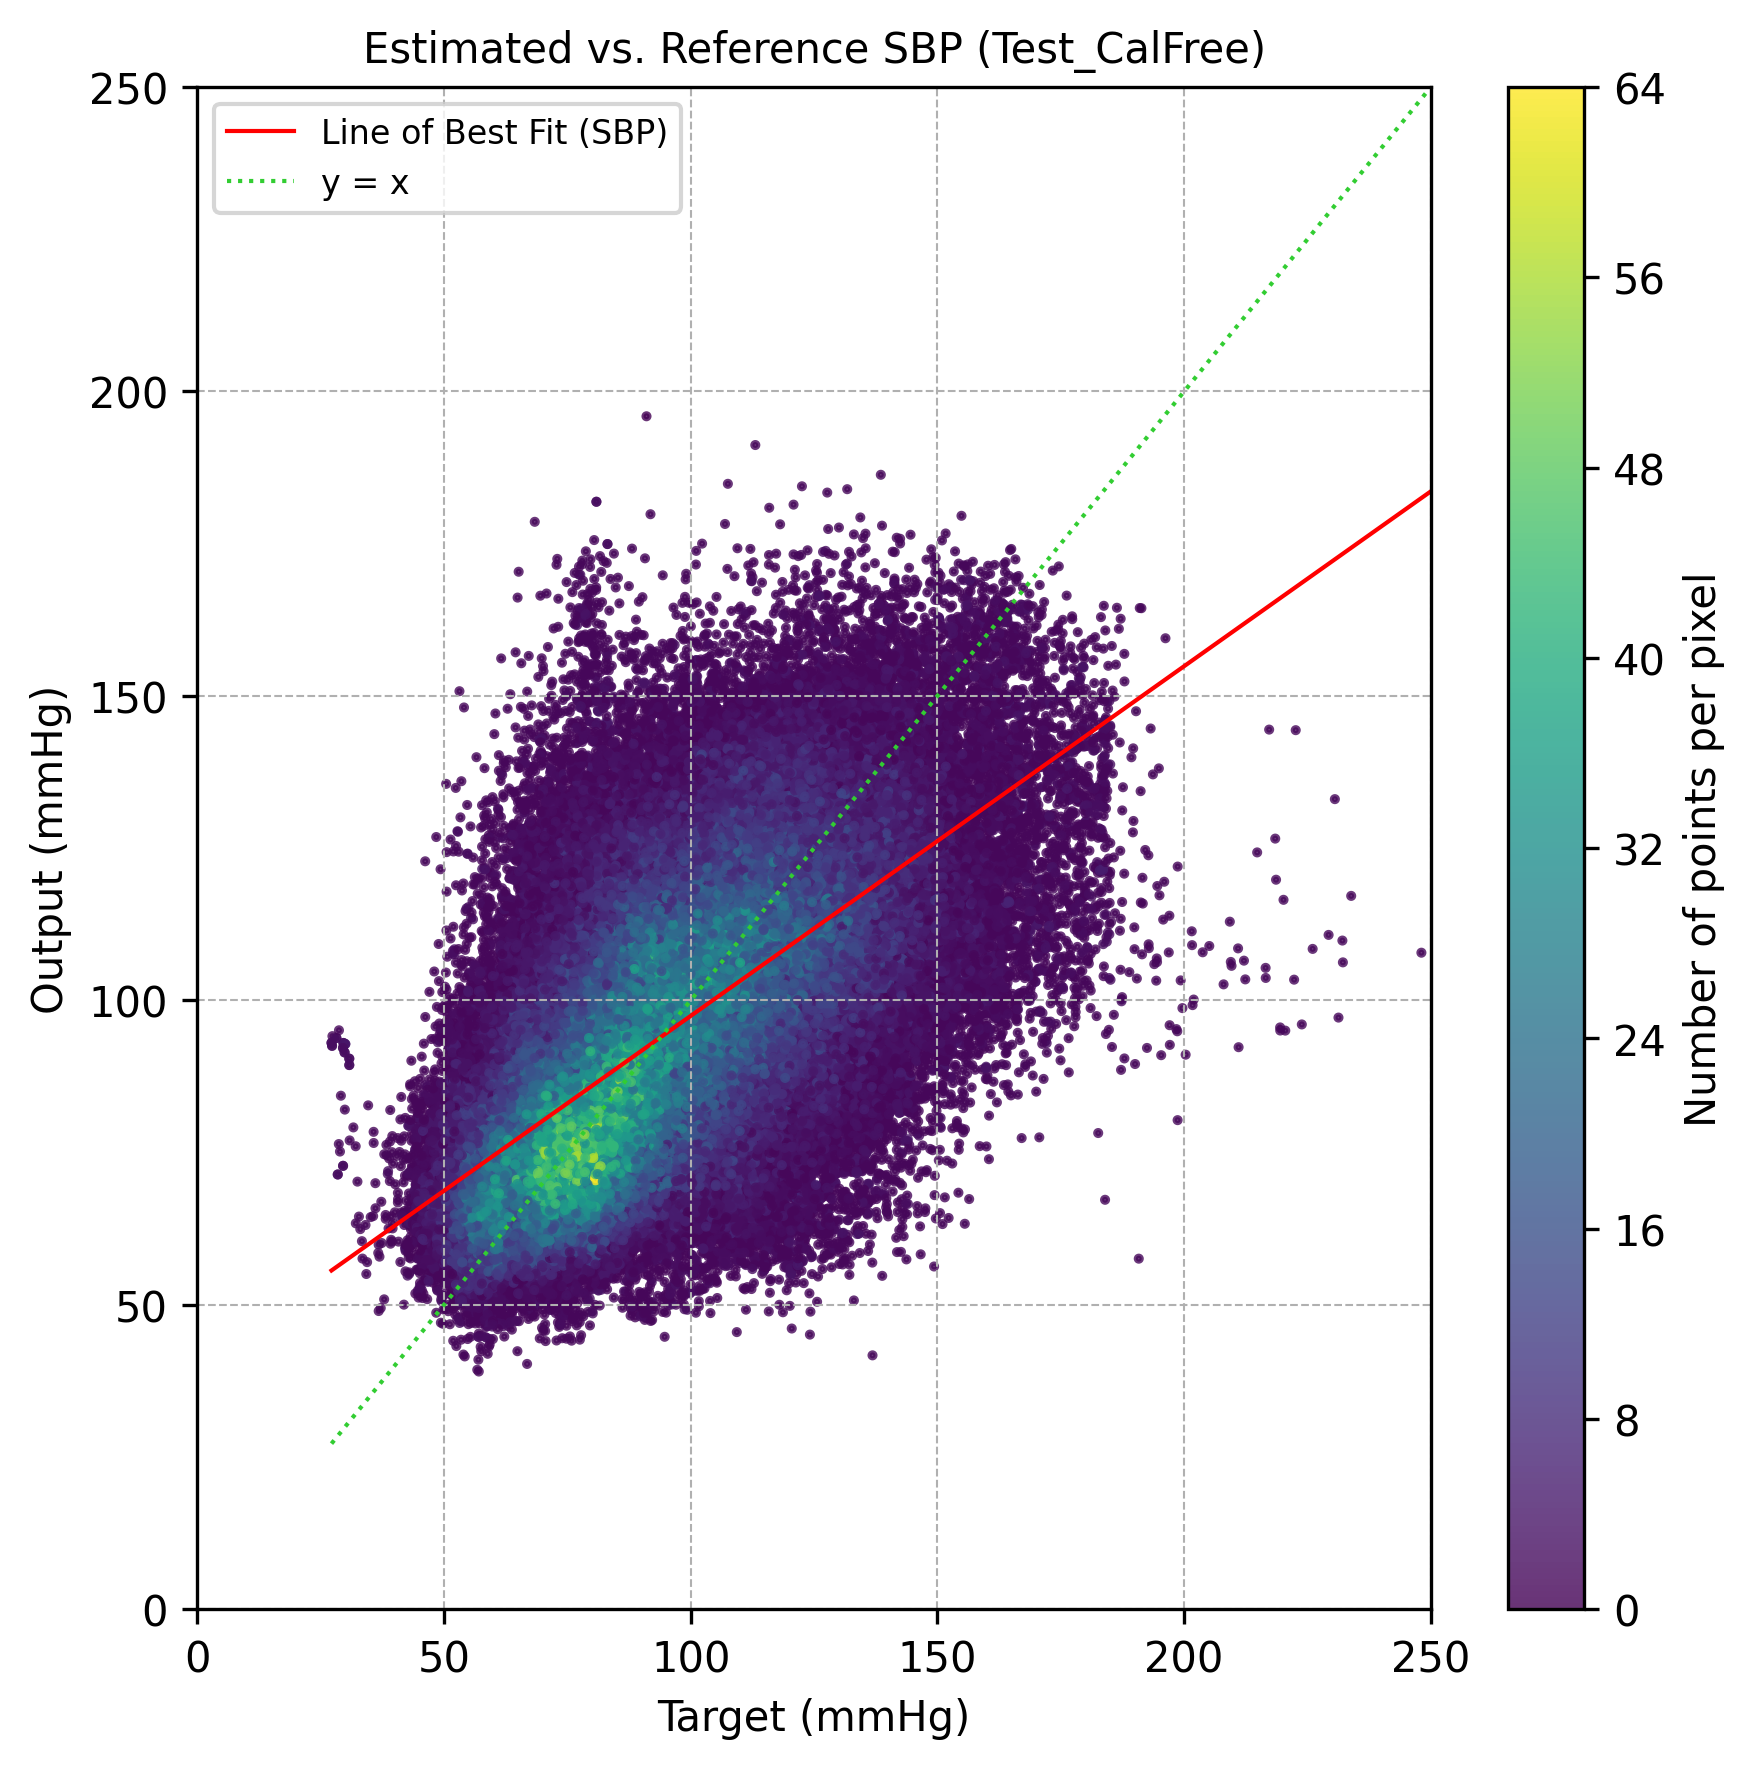 Estimated vs. Reference SBP (Test_CalFree)
Line of Best Fit (SBP)
y = x
250
200
150
100
50
0
Output (mmHg)
0 50 100 150 200 250
Target (mmHg)
64
56
48
40
32
24
16
8
0
Number of points per pixel